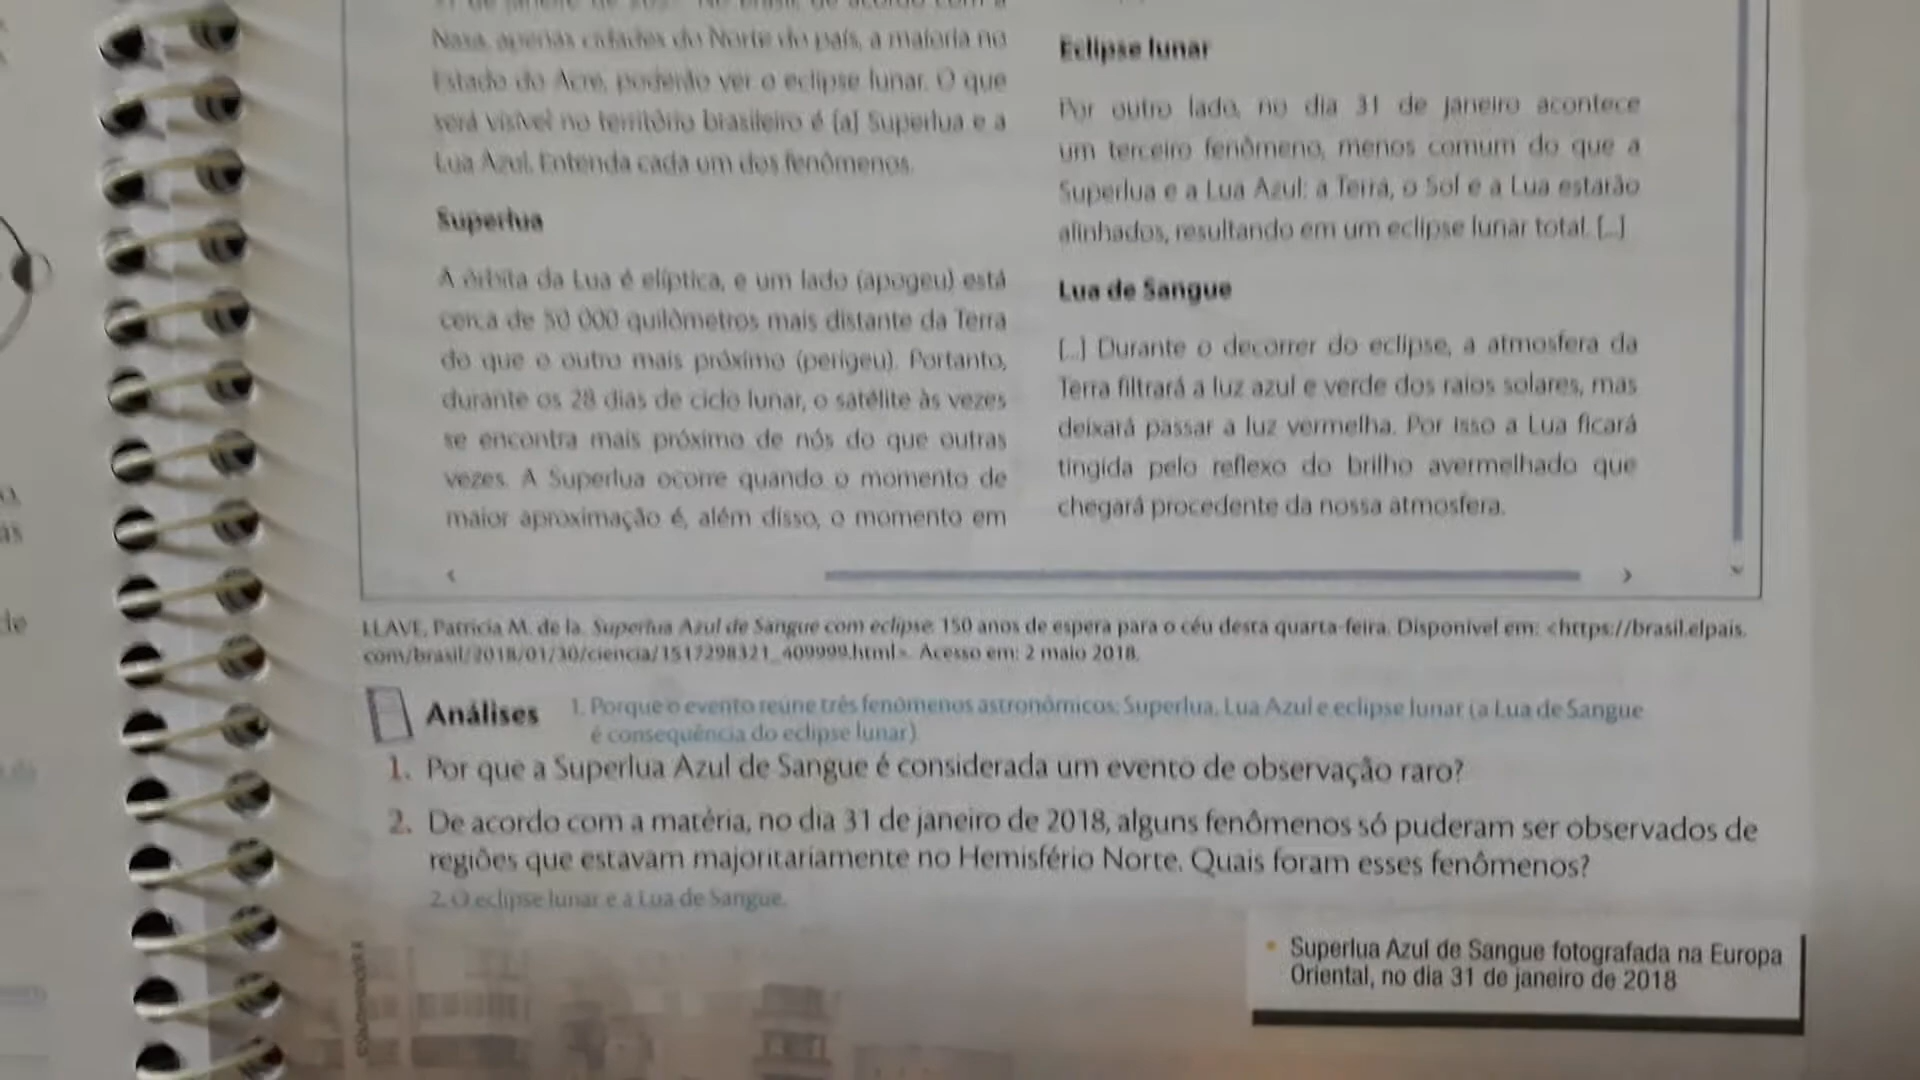 Nasa, apenas cidades do Norte do país, a maioria no
Estado do Acre, poderão ver o eclipse lunar. O que
será visível no território brasileiro é [a] Superlua e a
Lua Azul. Entenda cada um dos fenômenos.
Superlua
A órbita da Lua é elíptica, e um lado (apogeu) está
cerca de 50 000 quilômetros mais distante da Terra
do que o outro mais próximo (perigeu). Portanto,
durante os 28 dias de ciclo lunar, o satélite às vezes
se encontra mais próximo de nós do que outras
vezes. A Superlua ocorre quando o momento de
maior aproximação é, além disso, o momento em
Eclipse lunar
Por outro lado, no dia 31 de janeiro acontece
um terceiro fenômeno, menos comum do que a
Superlua e a Lua Azul: a Terra, o Sol e a Lua estarão
alinhados, resultando em um eclipse lunar total. [...]
Lua de Sangue
[...] Durante o decorrer do eclipse, a atmosfera da
Terra filtrará a luz azul e verde dos raios solares, mas
deixará passar a luz vermelha. Por isso a Lua ficará
tingida pelo reflexo do brilho avermelhado que
chegará procedente da nossa atmosfera.
LLAVE, Patricia M. de la. Superlua Azul de Sangue com eclipse: 150 anos de espera para o céu desta quarta-feira. Disponível em: <https://brasil.elpais.
com/brasil/2018/01/30/ciencia/1517298321_409999.html>. Acesso em: 2 maio 2018.
Análises
1. Porque o evento reúne três fenômenos astronômicos: Superlua, Lua Azul e eclipse lunar (a Lua de Sangue
é consequência do eclipse lunar).
1. Por que a Superlua Azul de Sangue é considerada um evento de observação raro?
2. De acordo com a matéria, no dia 31 de janeiro de 2018, alguns fenômenos só puderam ser observados de
regiões que estavam majoritariamente no Hemisfério Norte. Quais foram esses fenômenos?
2. O eclipse lunar e a Lua de Sangue.
Superlua Azul de Sangue fotografada na Europa
Oriental, no dia 31 de janeiro de 2018